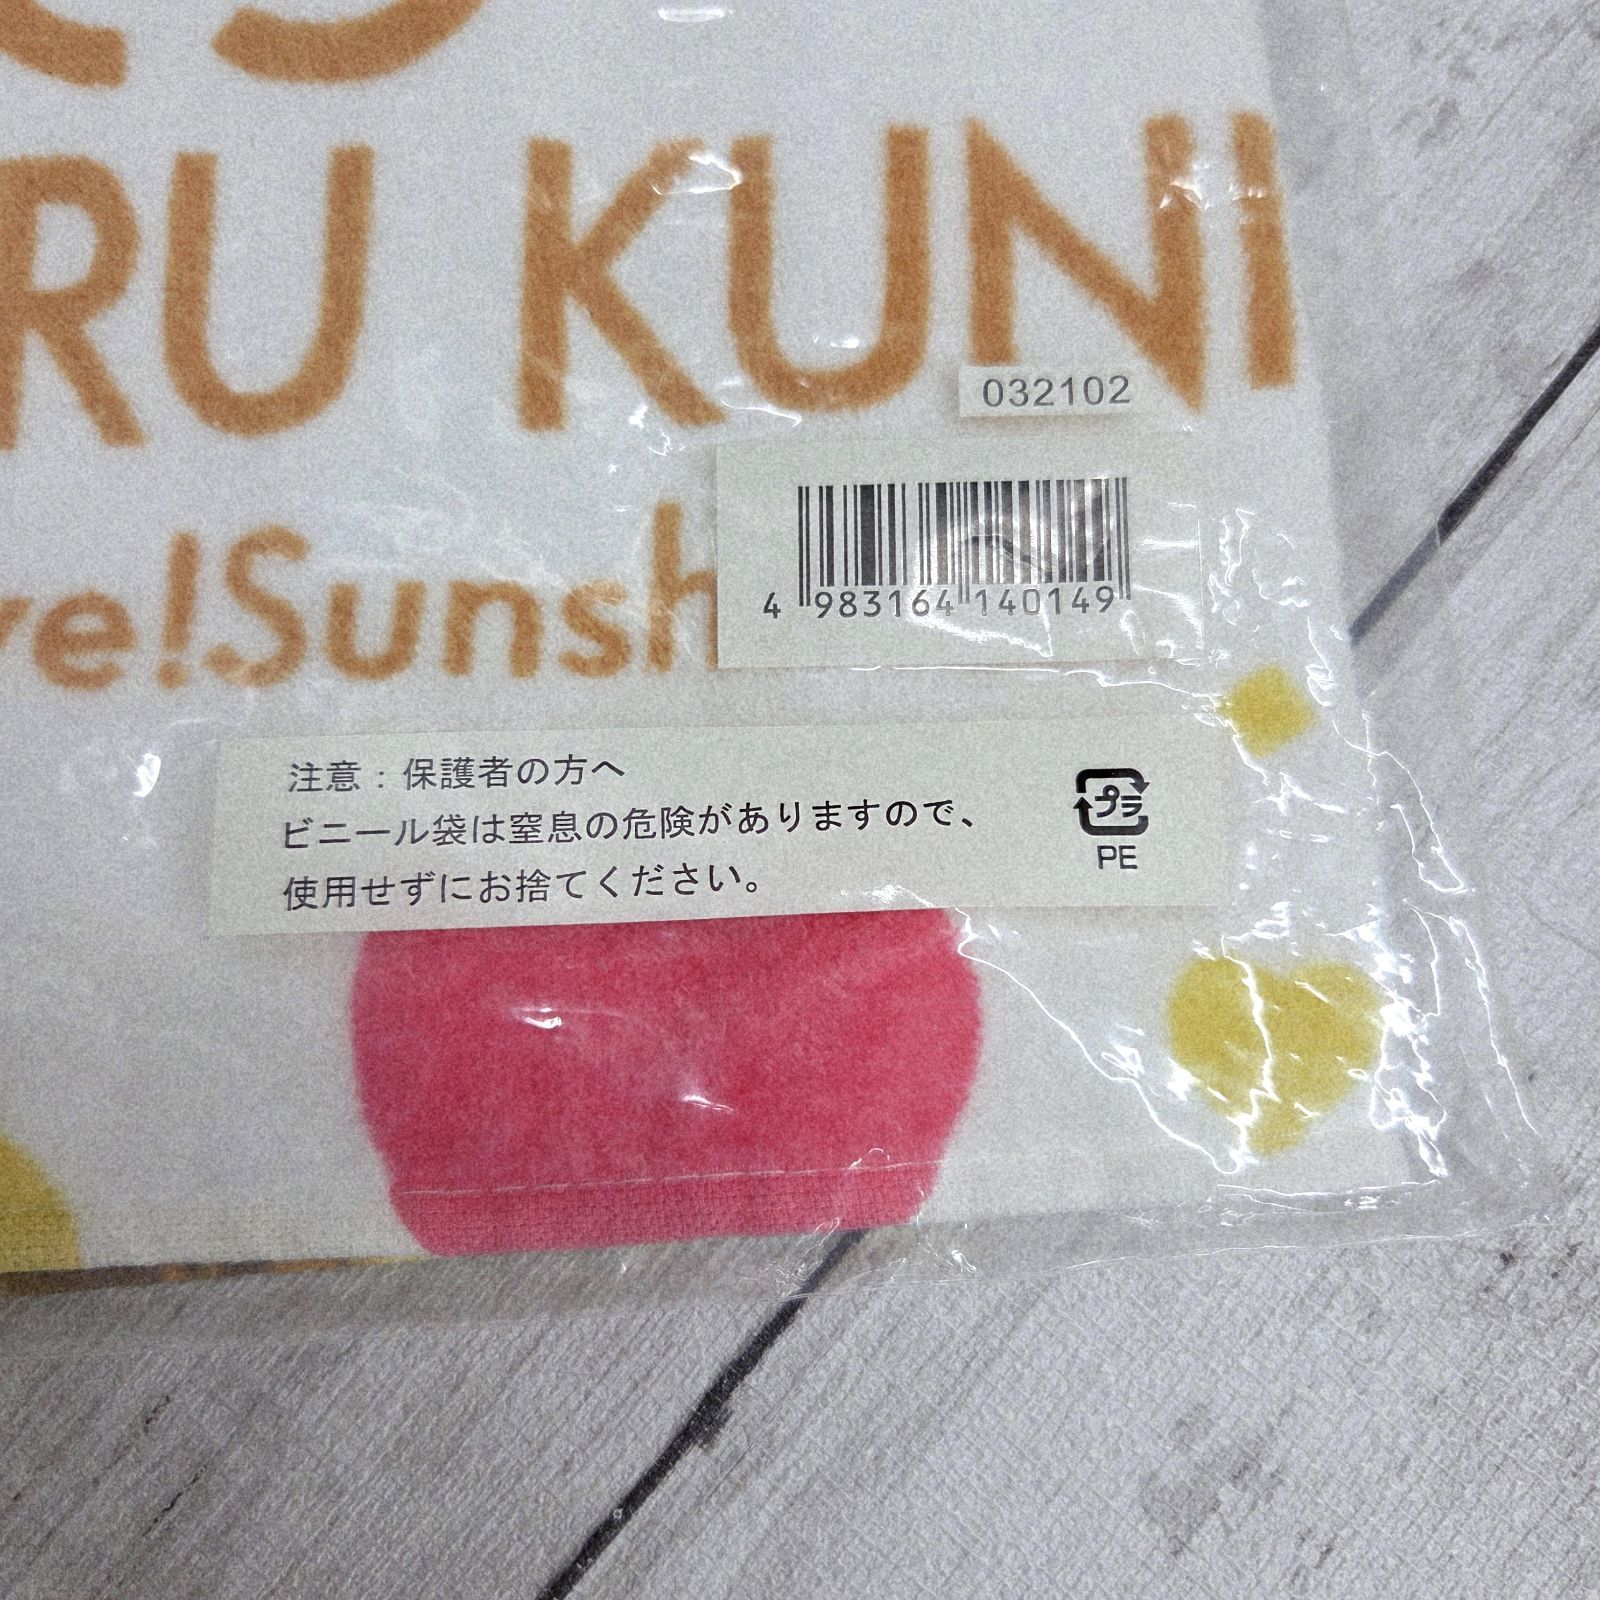 RU KUNI
032102
ve!Sunsh
4 983164 140149
注意：保護者の方へ
ビニール袋は窒息の危険がありますので、
使用せずにお捨てください。
プラ
PE